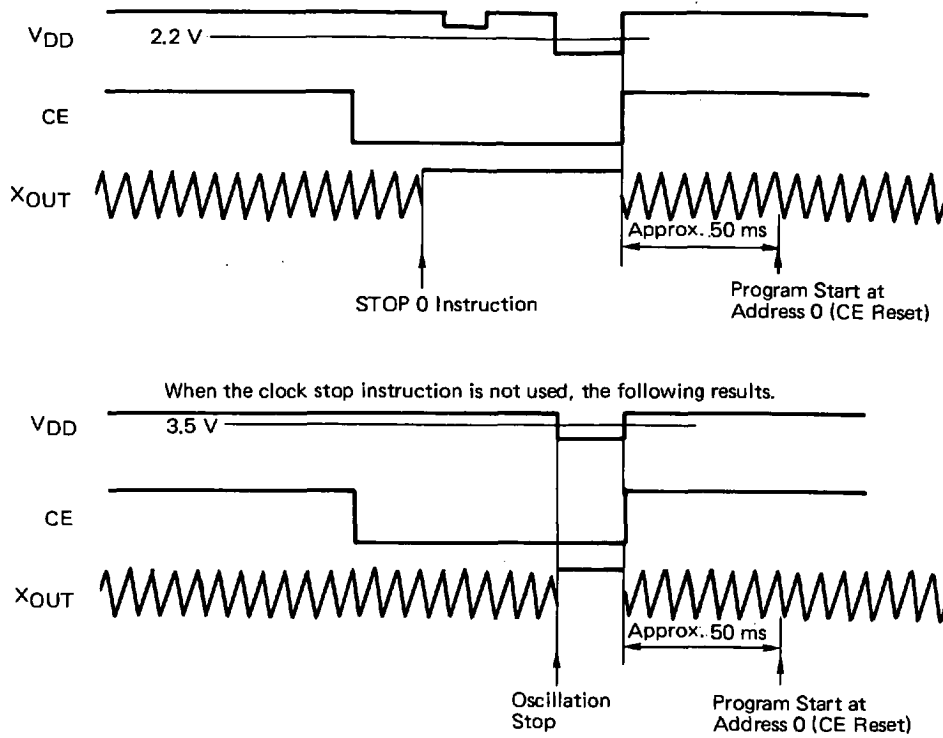 VDD
2.2 V
CE
XOUT
Approx. 50 ms
STOP 0 Instruction
Program Start at
Address 0 (CE Reset)
When the clock stop instruction is not used, the following results.
VDD
3.5 V
CE
XOUT
Approx. 50 ms
Oscillation
Stop
Program Start at
Address 0 (CE Reset)